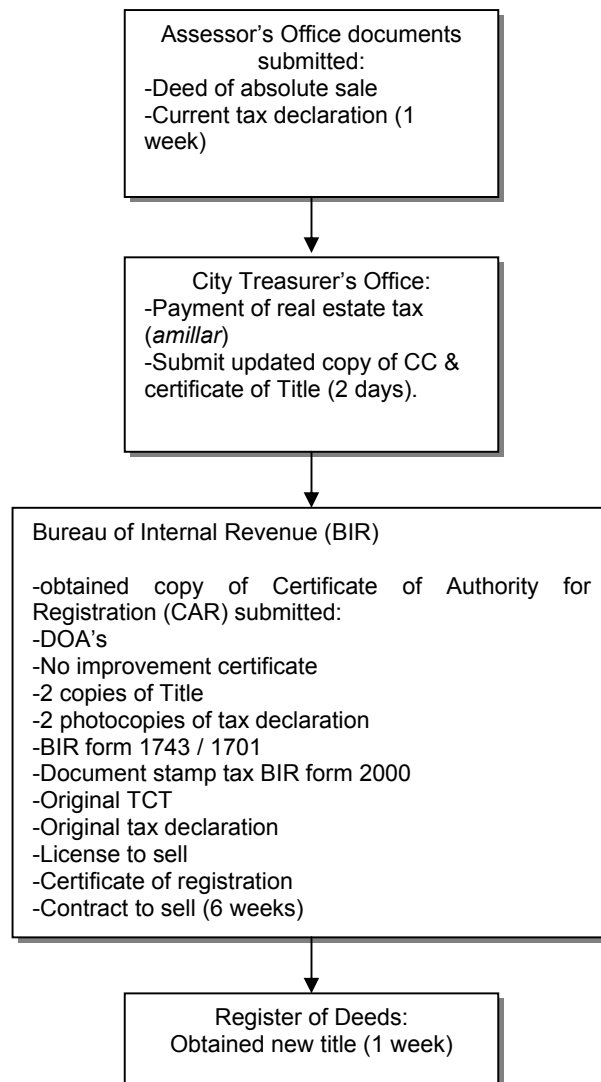 Assessor’s Office documents
submitted:
-Deed of absolute sale
-Current tax declaration (1
week)
City Treasurer’s Office:
-Payment of real estate tax
(amillar)
-Submit updated copy of CC &
certificate of Title (2 days).
Bureau of Internal Revenue (BIR)
-obtained copy of Certificate of Authority for
Registration (CAR) submitted:
-DOA’s
-No improvement certificate
-2 copies of Title
-2 photocopies of tax declaration
-BIR form 1743 / 1701
-Document stamp tax BIR form 2000
-Original TCT
-Original tax declaration
-License to sell
-Certificate of registration
-Contract to sell (6 weeks)
Register of Deeds:
Obtained new title (1 week)